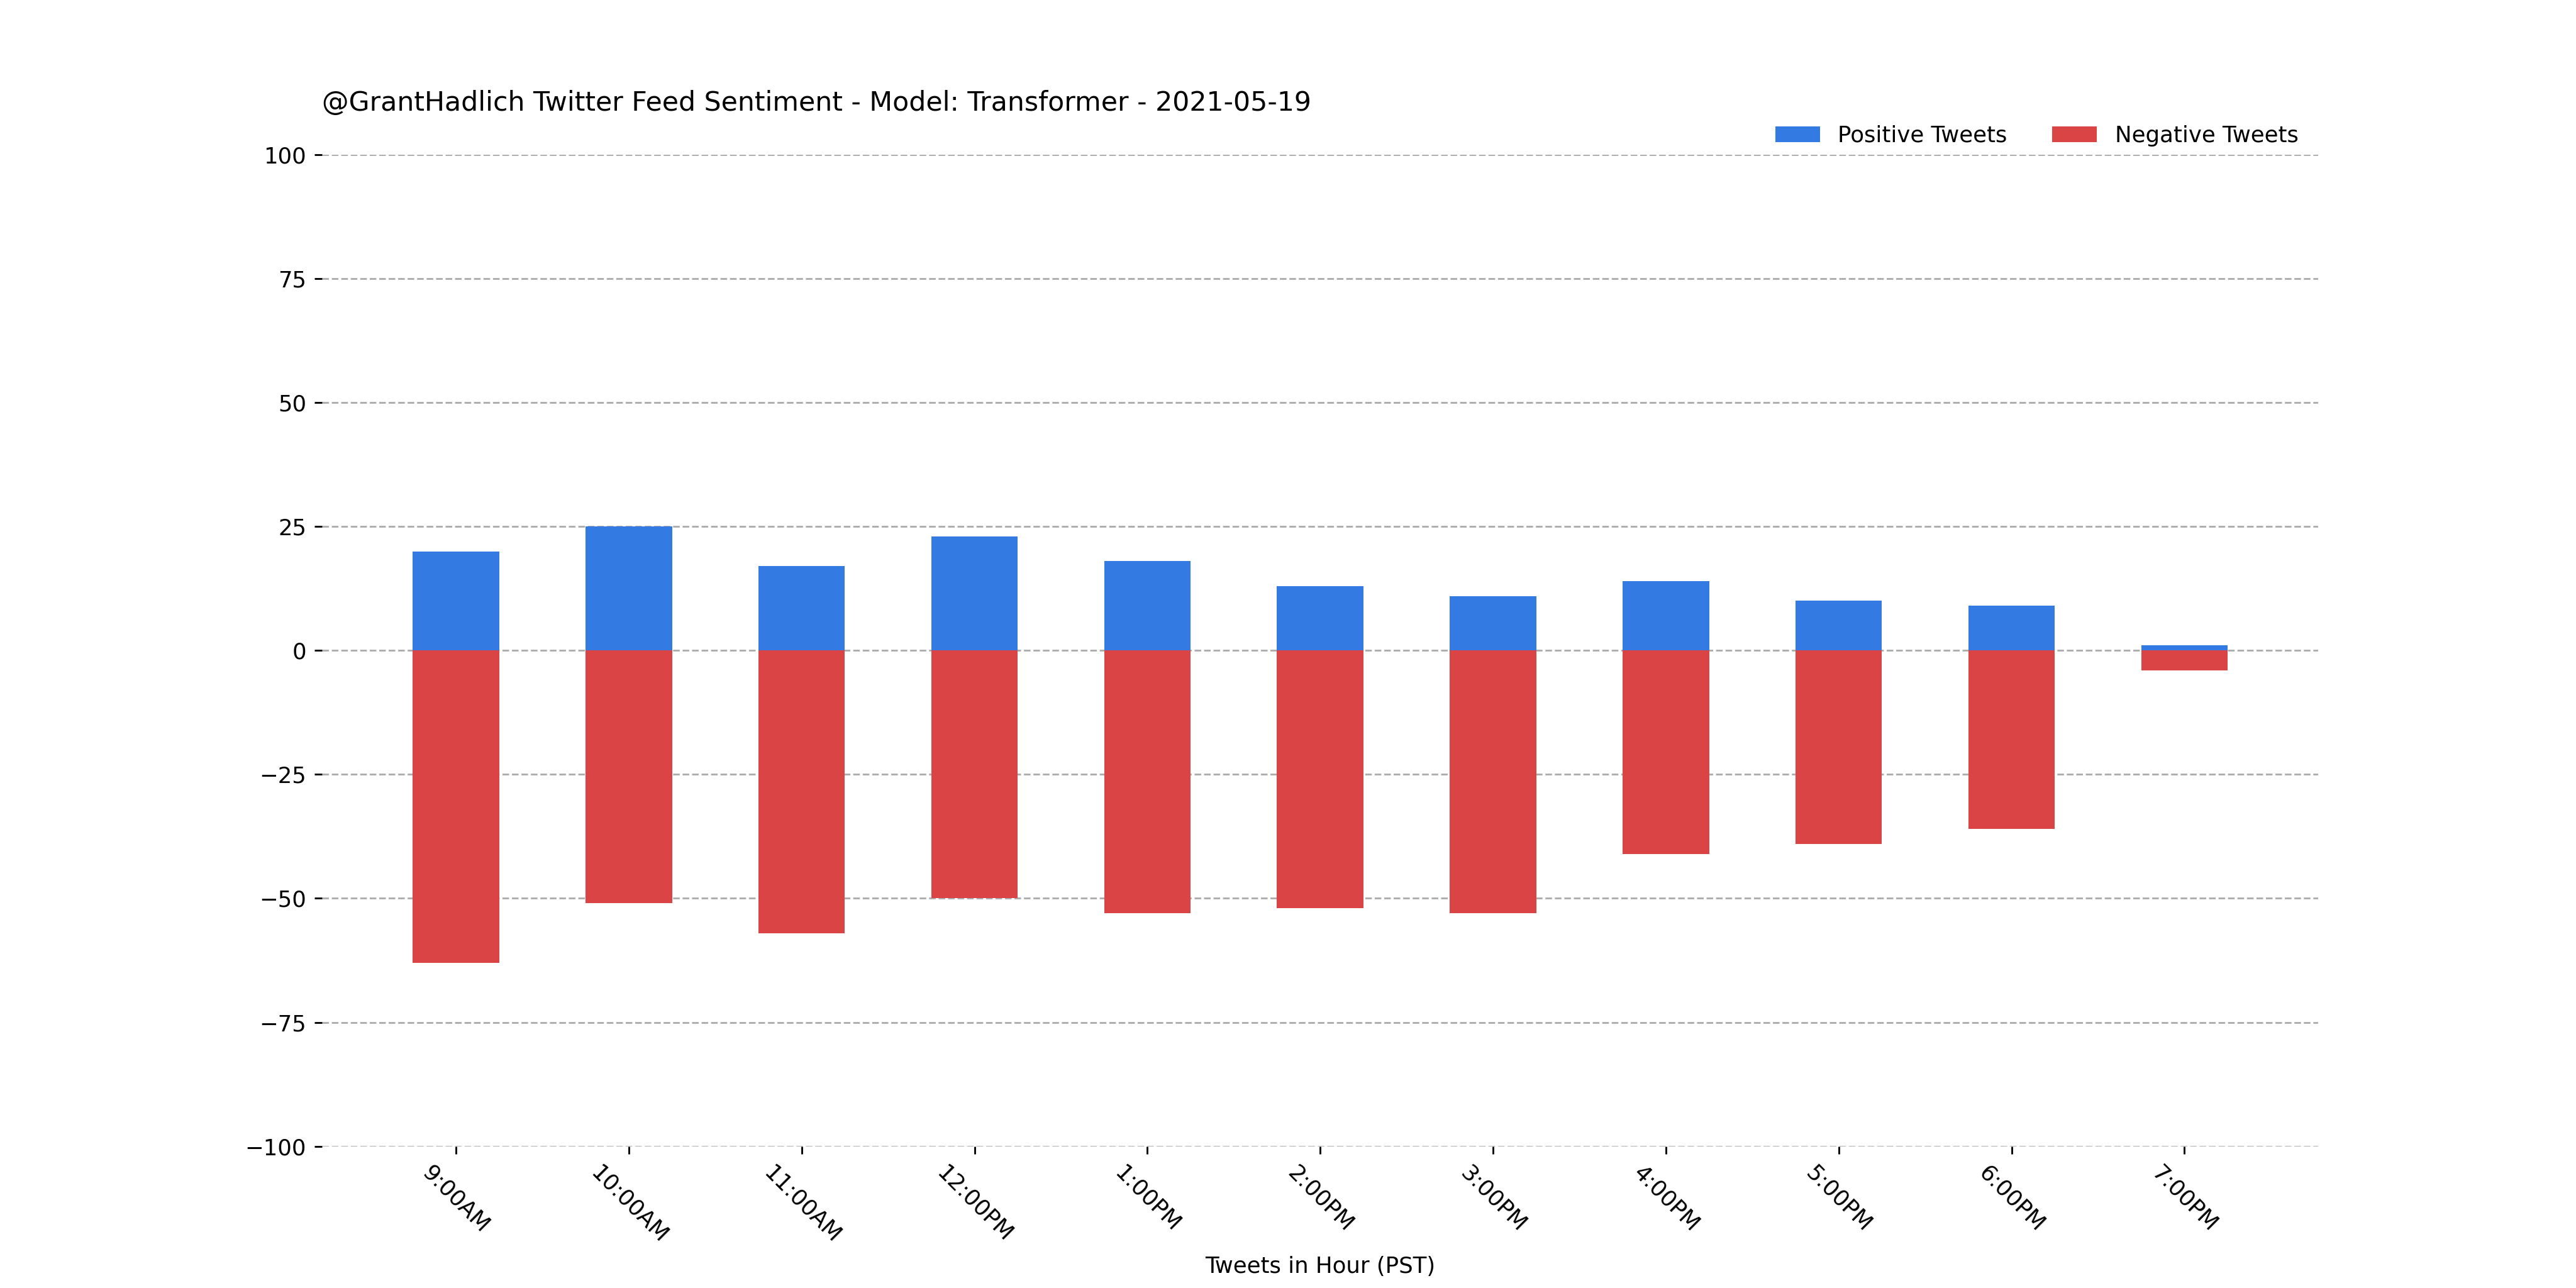 @GrantHadlich Twitter Feed Sentiment - Model: Transformer - 2021-05-19
Positive Tweets
Negative Tweets
100
75
50
25
0
−25
−50
−75
−100
9:00AM
10:00AM
11:00AM
12:00PM
1:00PM
2:00PM
3:00PM
4:00PM
5:00PM
6:00PM
7:00PM
Tweets in Hour (PST)